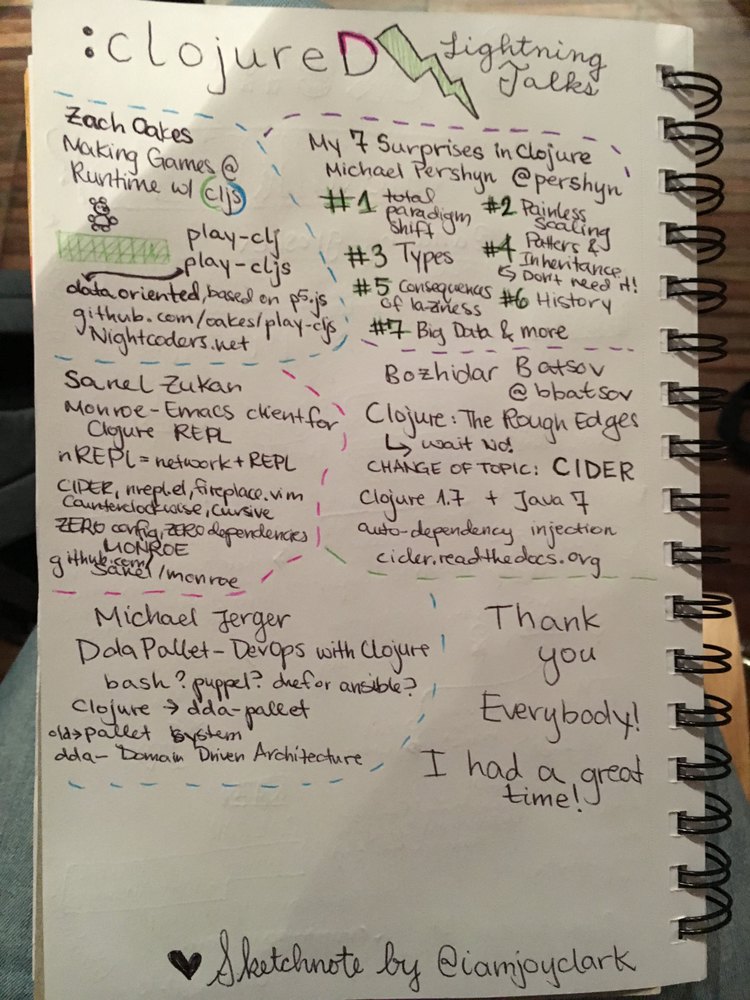 :clojureD
Lightning
Talks
Zach Oakes
Making Games @
Runtime w/ cljs
play-clj
play-cljs
data oriented, based on p5.js
github.com/oakes/play-cljs
Nightcoders.net
My 7 Surprises in Clojure
Michael Pershyn @pershyn
#1 total
paradigm
shift
#2 Painless
Scaling
#3 Types
#4 Patters &
Inheritance
↳ Don't need it!
#5 Consequences
of laziness
#6 History
#7 Big Data & more
Sanel Zukan
Monroe - Emacs client for
Clojure REPL
nREPL = network + REPL
CIDER, nrepl.el, fireplace.vim
Counterclockwise, Cursive
ZERO config, ZERO dependencies
MONROE
github.com/
sanel/monroe
Bozhidar Batsov
@bbatsov
Clojure: The Rough Edges
↳ wait No!
CHANGE OF TOPIC: CIDER
Clojure 1.7 + Java 7
auto-dependency injection
cider.readthedocs.org
Michael Jerger
Dda Pallet - DevOps with Clojure
bash? puppet? chef or ansible?
Clojure → dda-pallet
old→ pallet system
dda - Domain Driven Architecture
Thank
you
Everybody!
I had a great
time!
♥ Sketchnote by @iamjoyclark